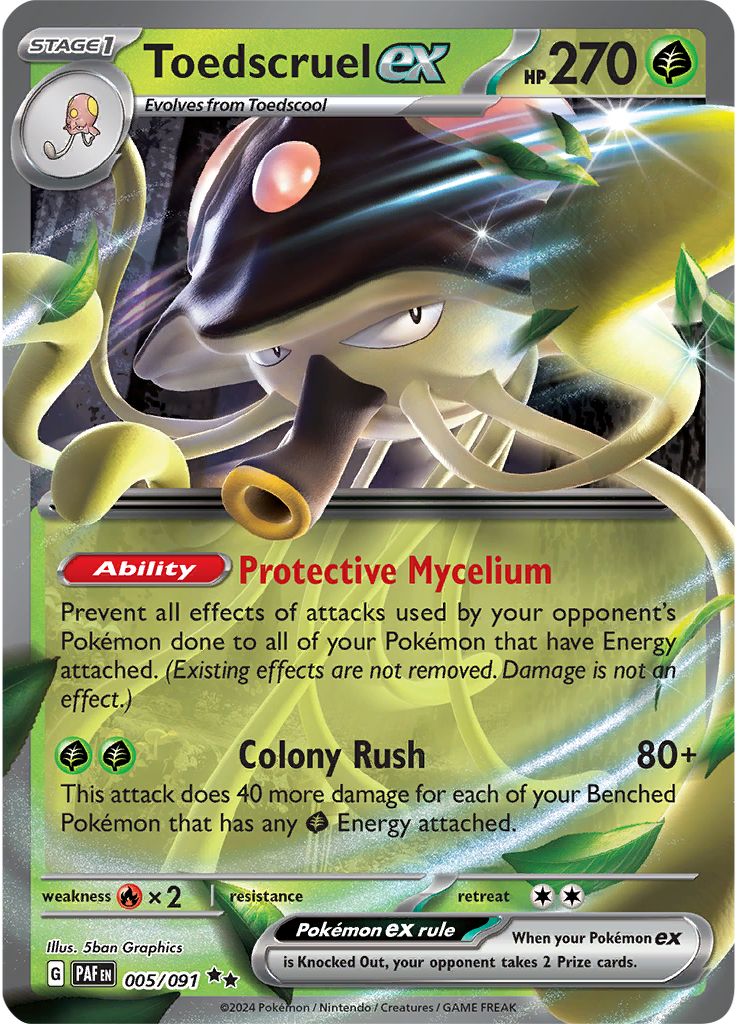 STAGE 1
Toedscruel ex
HP 270
Evolves from Toedscool
Ability Protective Mycelium
Prevent all effects of attacks used by your opponent's
Pokémon done to all of your Pokémon that have Energy
attached. (Existing effects are not removed. Damage is not an
effect.)
Colony Rush 80+
This attack does 40 more damage for each of your Benched
Pokémon that has any Energy attached.
weakness ×2 resistance retreat
Illus. 5ban Graphics
Pokémon ex rule
When your Pokémon ex
is Knocked Out, your opponent takes 2 Prize cards.
G PAF EN 005/091 ★★
©2024 Pokémon / Nintendo / Creatures / GAME FREAK